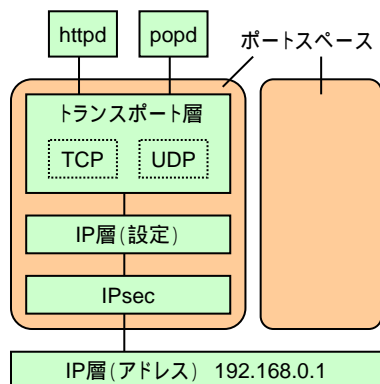 httpd popd ポートスペース
トランスポート層
TCP UDP
IP層(設定)
IPsec
IP層(アドレス) 192.168.0.1